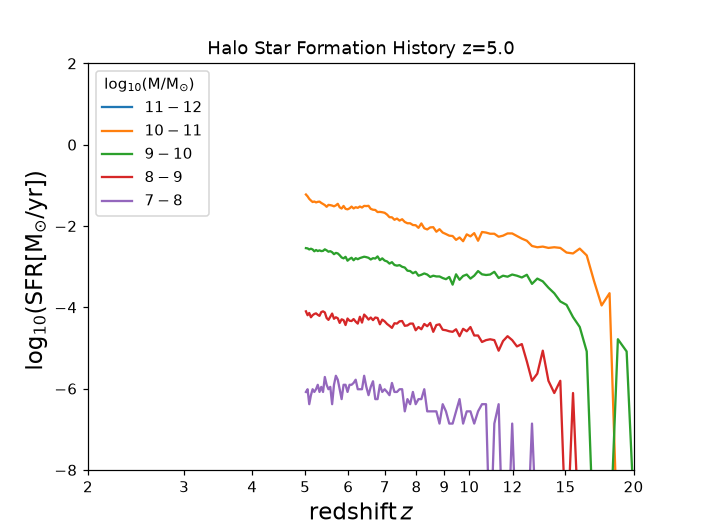 Halo Star Formation History z=5.0
log₁₀(SFR[M⊙/yr])
2
0
−2
−4
−6
−8
log₁₀(M/M⊙)
11 − 12
10 − 11
9 − 10
8 − 9
7 − 8
2 3 4 5 6 7 8 9 10 12 15 20
redshift z